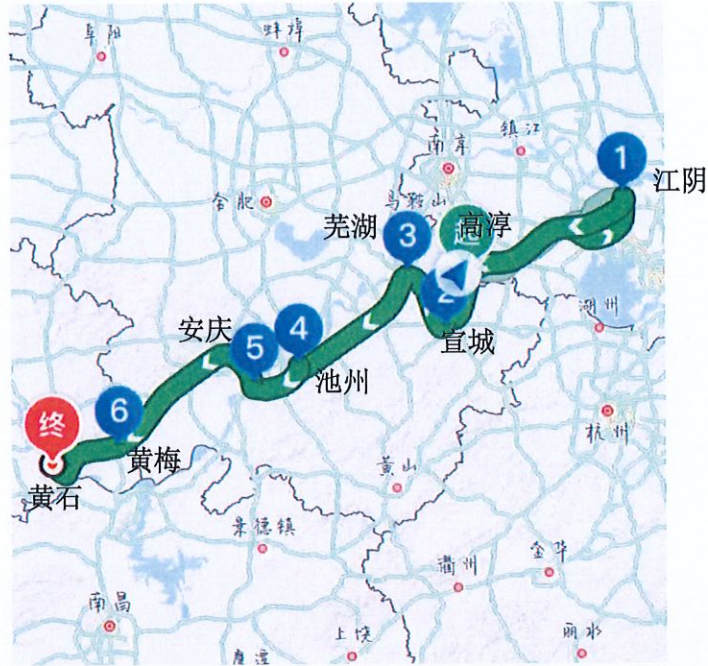 阜阳
蚌埠
南京
镇江
1
江阴
合肥
马鞍山
芜湖
3
起
高淳
2
宣城
湖州
安庆
5
4
池州
杭州
终
6
黄梅
黄石
黄山
景德镇
衢州
金华
南昌
上饶
丽水
鹰潭